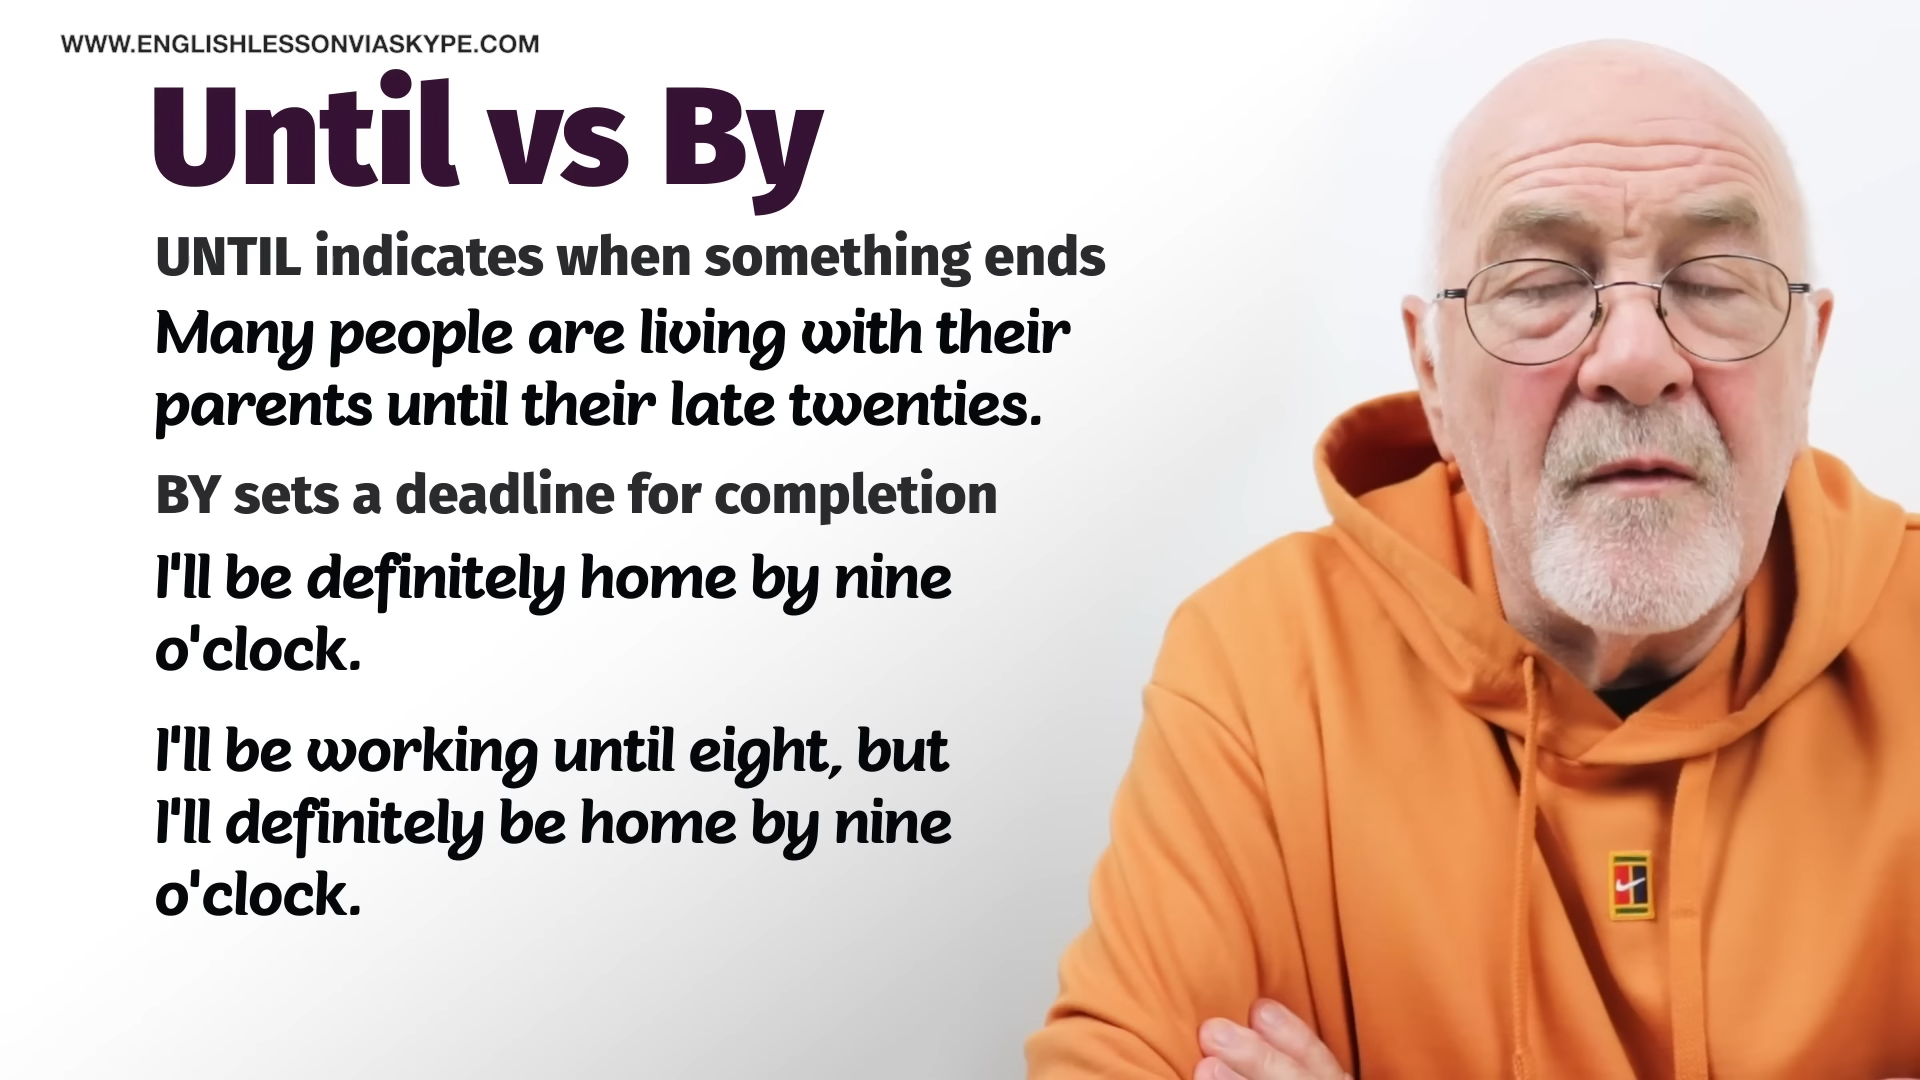 WWW.ENGLISHLESSONVIASKYPE.COM
Until vs By
UNTIL indicates when something ends
Many people are living with their
parents until their late twenties.
BY sets a deadline for completion
I'll be definitely home by nine
o'clock.
I'll be working until eight, but
I'll definitely be home by nine
o'clock.